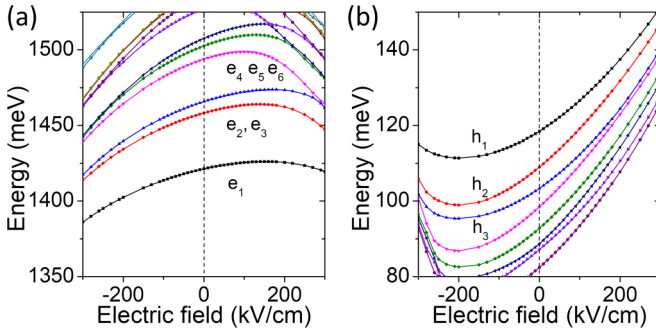 (a)
1500
1450
1400
1350
Energy (meV)
e4 e5 e6
e2, e3
e1
-200 0 200
Electric field (kV/cm)
(b)
140
120
100
80
Energy (meV)
h1
h2
h3
-200 0 200
Electric field (kV/cm)